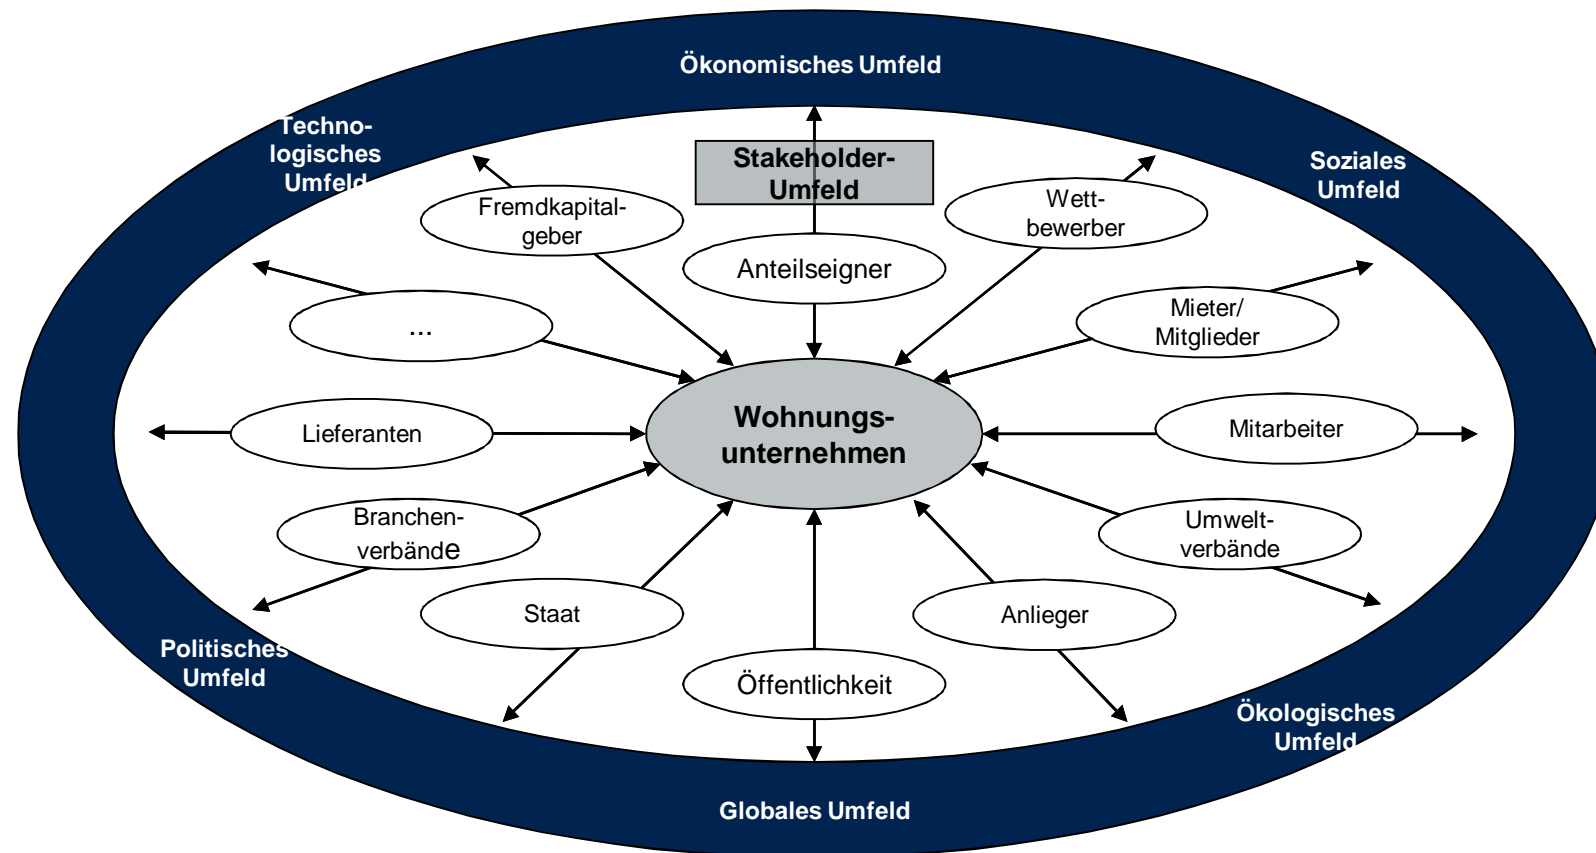 Ökonomisches Umfeld
Techno-
logisches
Umfeld
Stakeholder-
Umfeld
Soziales
Umfeld
Fremdkapital-
geber
Wett-
bewerber
Anteilseigner
...
Mieter/
Mitglieder
Wohnungs-
unternehmen
Lieferanten
Mitarbeiter
Branchen-
verbände
Umwelt-
verbände
Staat
Anlieger
Öffentlichkeit
Politisches
Umfeld
Ökologisches
Umfeld
Globales Umfeld